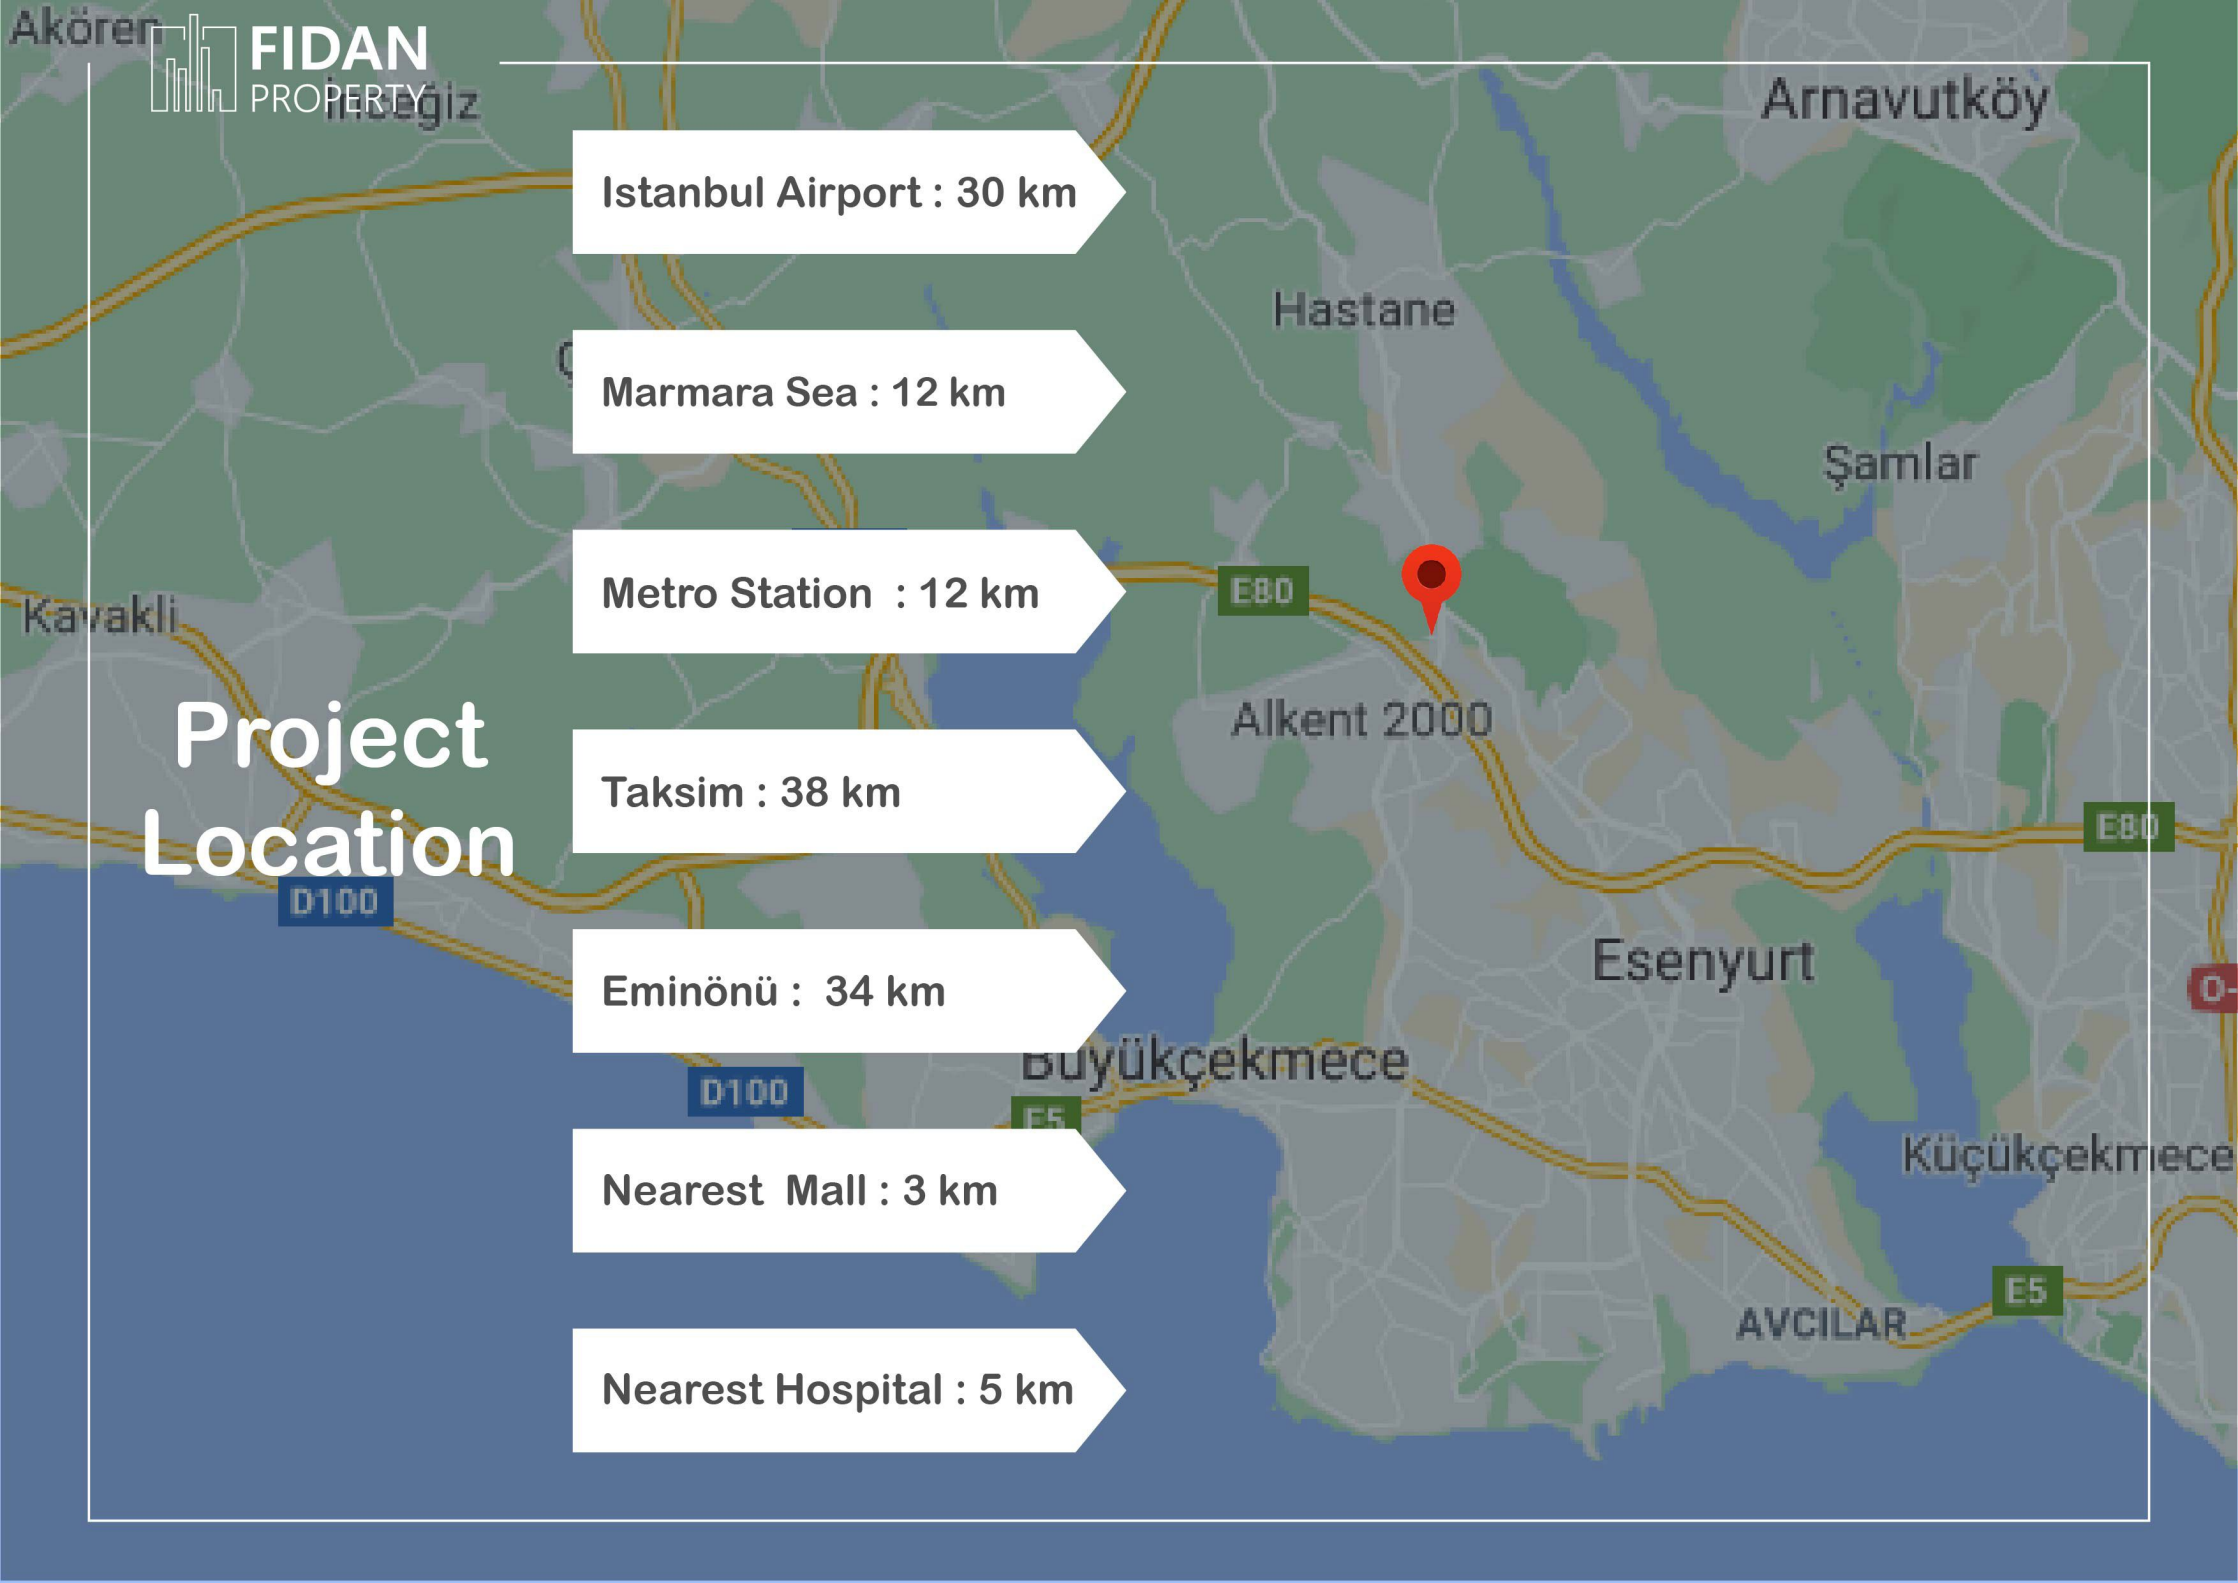 Akören
FIDAN
PROPERTY
İnceğiz
Arnavutköy
Istanbul Airport : 30 km
Hastane
Marmara Sea : 12 km
Şamlar
Metro Station : 12 km
E80
Kavakli
Alkent 2000
Project
Location
Taksim : 38 km
E80
D100
Esenyurt
Eminönü : 34 km
O-
Büyükçekmece
D100
E5
Küçükçekmece
Nearest Mall : 3 km
E5
AVCILAR
Nearest Hospital : 5 km